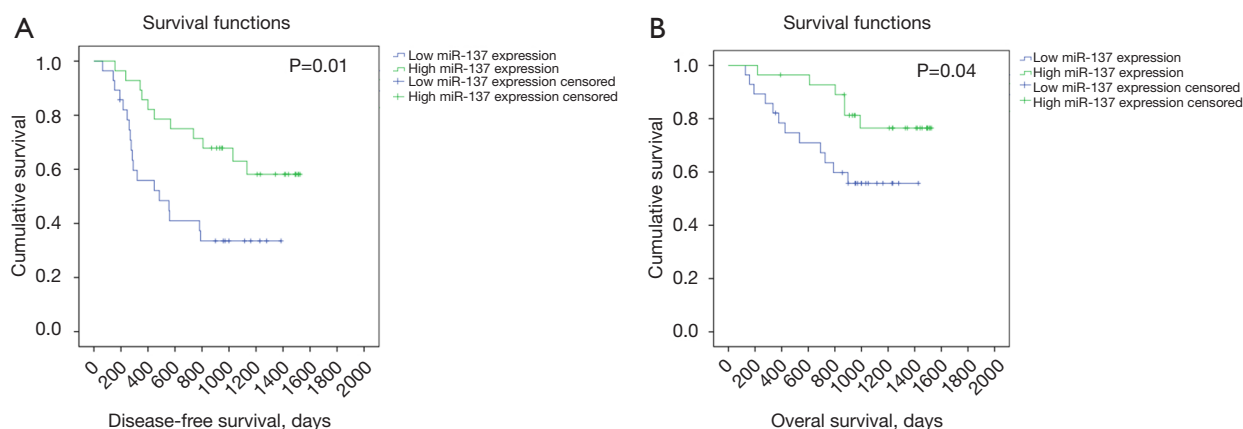 A
Survival functions
P=0.01
Low miR-137 expression
High miR-137 expression
Low miR-137 expression censored
High miR-137 expression censored
Cumulative survival
1.0
0.8
0.6
0.4
0.2
0.0
0 200 400 600 800 1000 1200 1400 1600 1800 2000
Disease-free survival, days
B
Survival functions
P=0.04
Low miR-137 expression
High miR-137 expression
Low miR-137 expression censored
High miR-137 expression censored
Cumulative survival
1.0
0.8
0.6
0.4
0.2
0.0
0 200 400 600 800 1000 1200 1400 1600 1800 2000
Overal survival, days